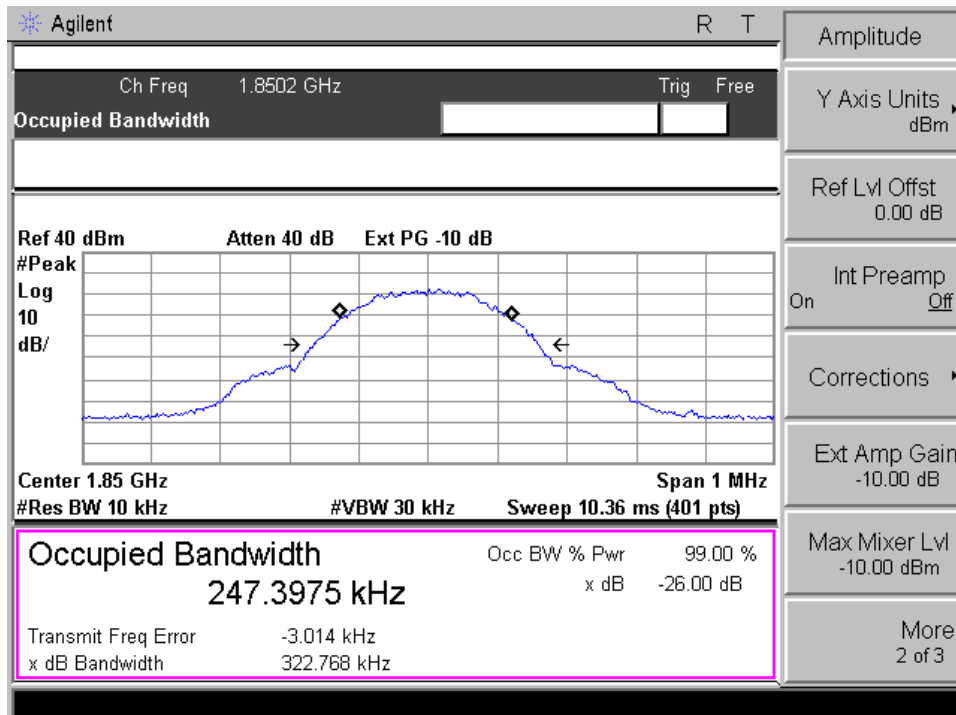 Agilent R T
Ch Freq 1.8502 GHz Trig Free
Occupied Bandwidth
Ref 40 dBm Atten 40 dB Ext PG -10 dB
#Peak
Log
10
dB/
Center 1.85 GHz Span 1 MHz
#Res BW 10 kHz #VBW 30 kHz Sweep 10.36 ms (401 pts)
Occupied Bandwidth Occ BW % Pwr 99.00 %
247.3975 kHz x dB -26.00 dB
Transmit Freq Error -3.014 kHz
x dB Bandwidth 322.768 kHz
Amplitude
Y Axis Units
dBm
Ref Lvl Offst
0.00 dB
Int Preamp
On Off
Corrections
Ext Amp Gain
-10.00 dB
Max Mixer Lvl
-10.00 dBm
More
2 of 3